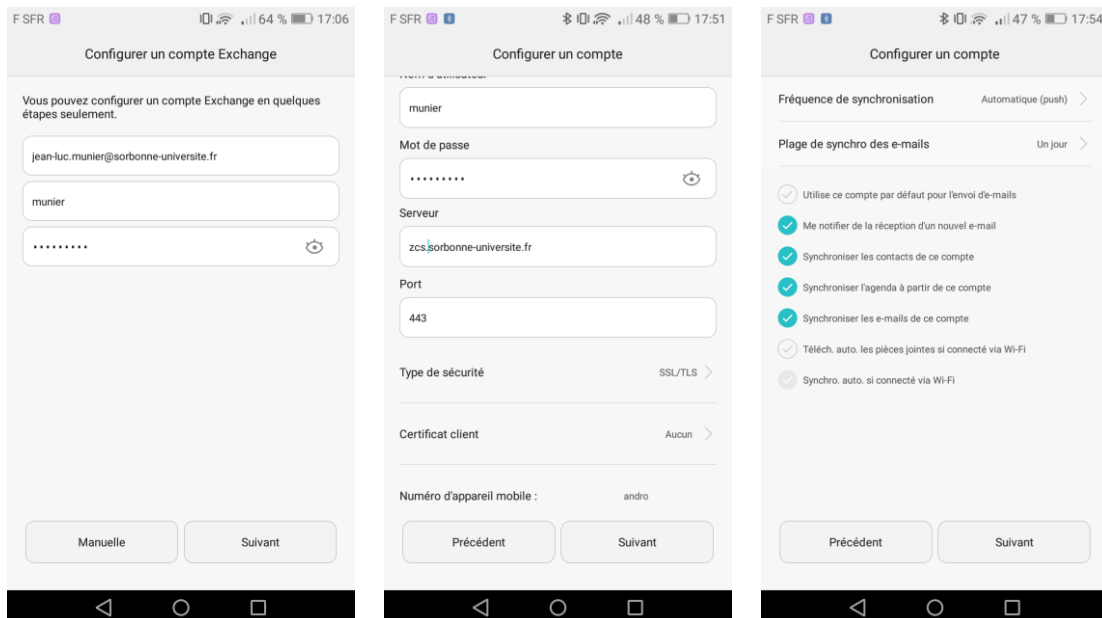 F SFR 64 % 17:06
Configurer un compte Exchange
Vous pouvez configurer un compte Exchange en quelques
étapes seulement.
jean-luc.munier@sorbonne-universite.fr
munier
•••••••••
Manuelle Suivant
F SFR 48 % 17:51
Configurer un compte
Nom d'utilisateur
munier
Mot de passe
•••••••••
Serveur
zcs.sorbonne-universite.fr
Port
443
Type de sécurité SSL/TLS
Certificat client Aucun
Numéro d'appareil mobile : andro
Précédent Suivant
F SFR 47 % 17:54
Configurer un compte
Fréquence de synchronisation Automatique (push)
Plage de synchro des e-mails Un jour
Utilise ce compte par défaut pour l'envoi d'e-mails
Me notifier de la réception d'un nouvel e-mail
Synchroniser les contacts de ce compte
Synchroniser l'agenda à partir de ce compte
Synchroniser les e-mails de ce compte
Téléch. auto. les pièces jointes si connecté via Wi-Fi
Synchro. auto. si connecté via Wi-Fi
Précédent Suivant